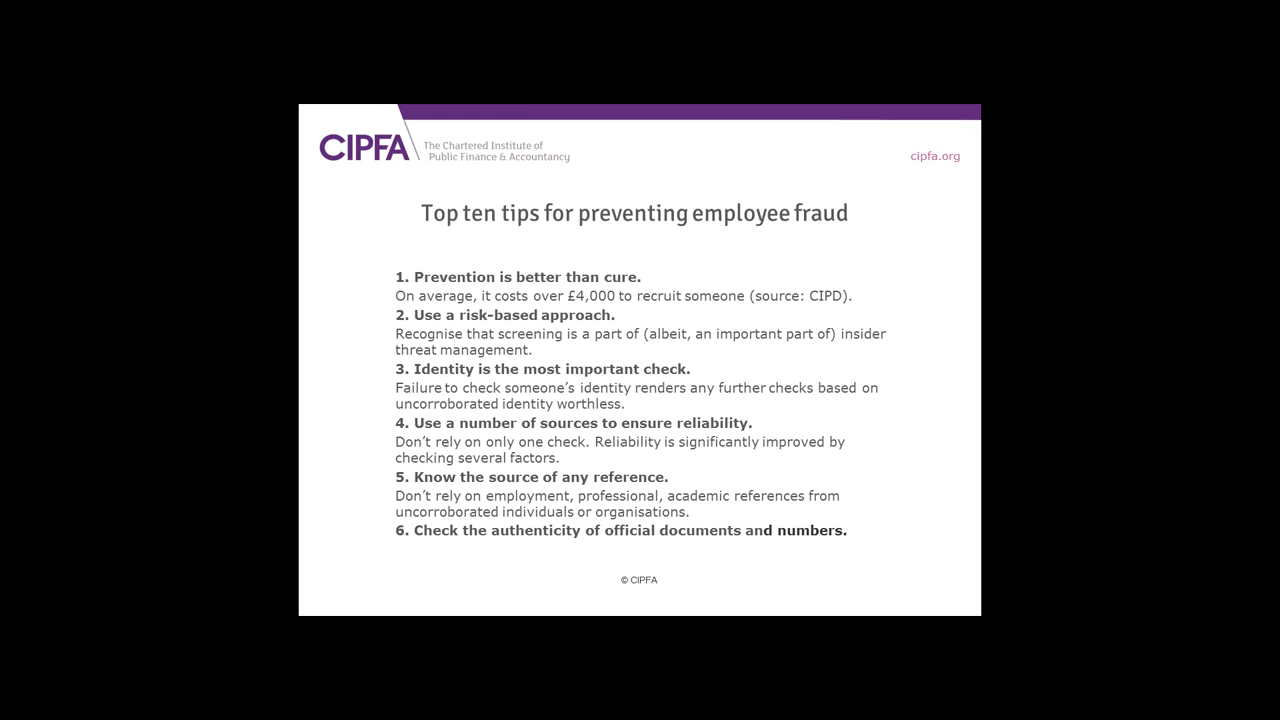 CIPFA
The Chartered Institute of
Public Finance & Accountancy
cipfa.org
Top ten tips for preventing employee fraud
1. Prevention is better than cure.
On average, it costs over £4,000 to recruit someone (source: CIPD).
2. Use a risk-based approach.
Recognise that screening is a part of (albeit, an important part of) insider
threat management.
3. Identity is the most important check.
Failure to check someone’s identity renders any further checks based on
uncorroborated identity worthless.
4. Use a number of sources to ensure reliability.
Don’t rely on only one check. Reliability is significantly improved by
checking several factors.
5. Know the source of any reference.
Don’t rely on employment, professional, academic references from
uncorroborated individuals or organisations.
6. Check the authenticity of official documents and numbers.
© CIPFA